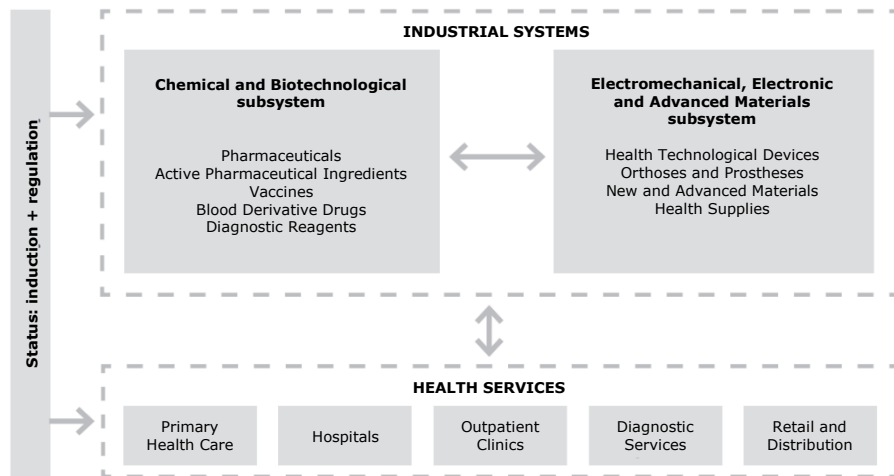 Status: induction + regulation
INDUSTRIAL SYSTEMS
Chemical and Biotechnological
subsystem
Pharmaceuticals
Active Pharmaceutical Ingredients
Vaccines
Blood Derivative Drugs
Diagnostic Reagents
Electromechanical, Electronic
and Advanced Materials
subsystem
Health Technological Devices
Orthoses and Prostheses
New and Advanced Materials
Health Supplies
HEALTH SERVICES
Primary
Health Care
Hospitals
Outpatient
Clinics
Diagnostic
Services
Retail and
Distribution